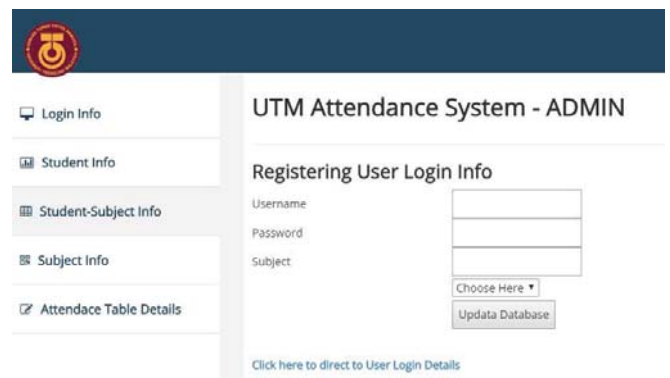 UTM Attendance System - ADMIN
Login Info
Student Info
Student-Subject Info
Subject Info
Attendace Table Details
Registering User Login Info
Username
Password
Subject
Choose Here
Updata Database
Click here to direct to User Login Details